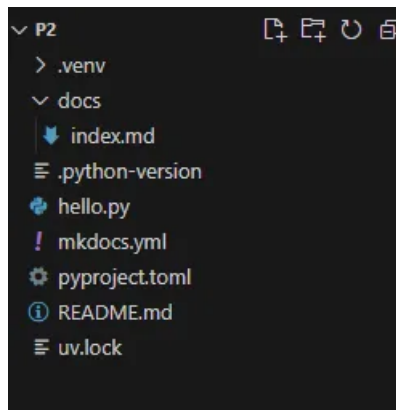 P2
.venv
docs
index.md
.python-version
hello.py
mkdocs.yml
pyproject.toml
README.md
uv.lock